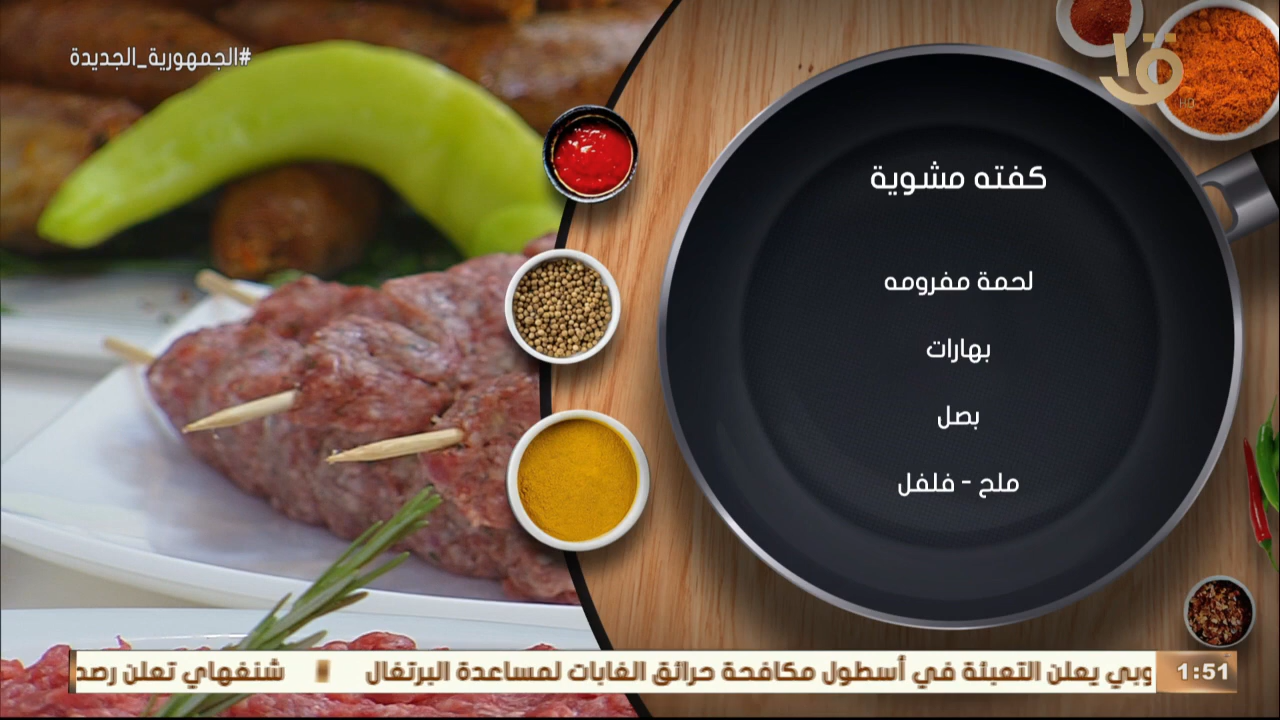 #الجمهورية_الجديدة
كفته مشوية
لحمة مفرومه
بهارات
بصل
ملح - فلفل
وبي يعلن التعبئة في أسطول مكافحة حرائق الغابات لمساعدة البرتغال
شنغهاي تعلن رصد
1:51